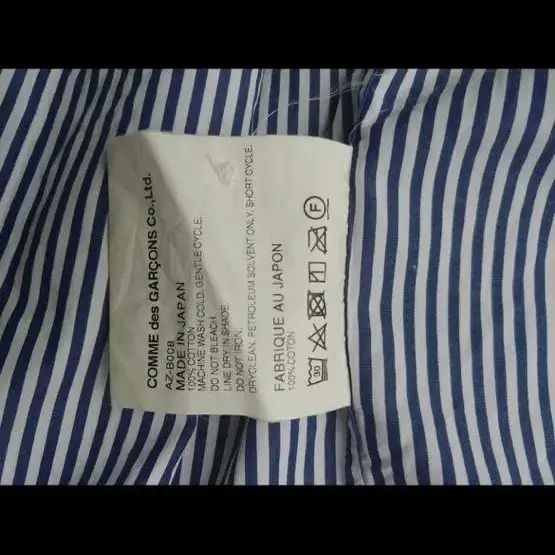 COMME des GARÇONS Co.,Ltd.
AZ-B008
MADE IN JAPAN
100% COTTON
MACHINE WASH COLD, GENTLE CYCLE.
DO NOT BLEACH.
LINE DRY IN SHADE.
DO NOT IRON.
DRYCLEAN, PETROLEUM SOLVENT ONLY, SHORT CYCLE.
FABRIQUE AU JAPON
100% COTON
30
F